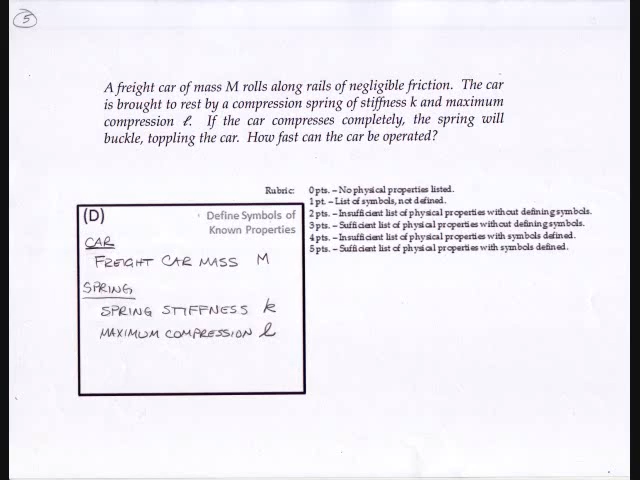 5
A freight car of mass M rolls along rails of negligible friction. The car
is brought to rest by a compression spring of stiffness k and maximum
compression ℓ. If the car compresses completely, the spring will
buckle, toppling the car. How fast can the car be operated?
Rubric: 0 pts. – No physical properties listed.
1 pt. – List of symbols, not defined.
2 pts. – Insufficient list of physical properties without defining symbols.
3 pts. – Sufficient list of physical properties without defining symbols.
4 pts. – Insufficient list of physical properties with symbols defined.
5 pts. – Sufficient list of physical properties with symbols defined.
(D) Define Symbols of
Known Properties
CAR
FREIGHT CAR MASS M
SPRING
SPRING STIFFNESS k
MAXIMUM COMPRESSION ℓ